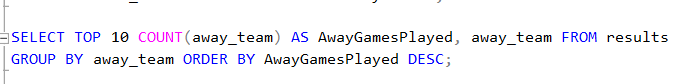 SELECT TOP 10 COUNT(away_team) AS AwayGamesPlayed, away_team FROM results
GROUP BY away_team ORDER BY AwayGamesPlayed DESC;